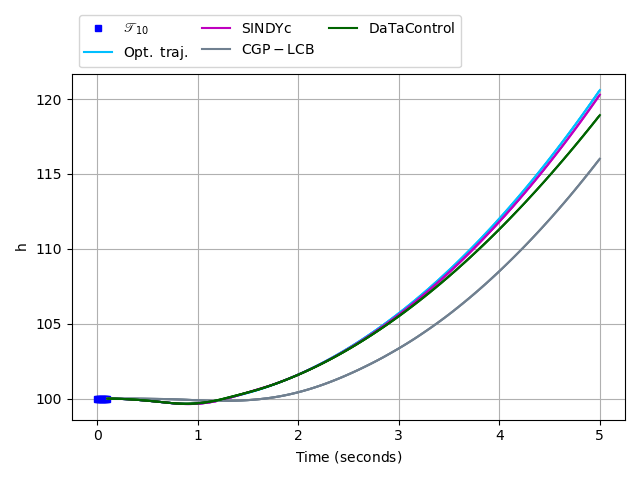 𝒯10
Opt. traj.
SINDYc
CGP − LCB
DaTaControl
120
115
110
105
100
h
0 1 2 3 4 5
Time (seconds)